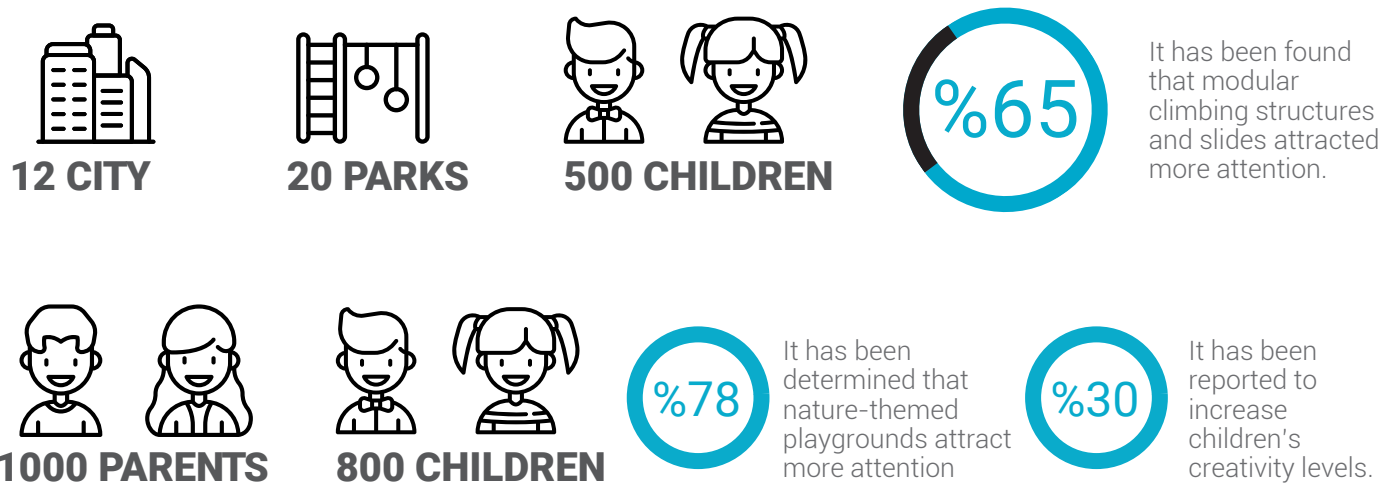 12 CITY
20 PARKS
500 CHILDREN
%65
It has been found
that modular
climbing structures
and slides attracted
more attention.
1000 PARENTS
800 CHILDREN
%78
It has been
determined that
nature-themed
playgrounds attract
more attention
%30
It has been
reported to
increase
children's
creativity levels.